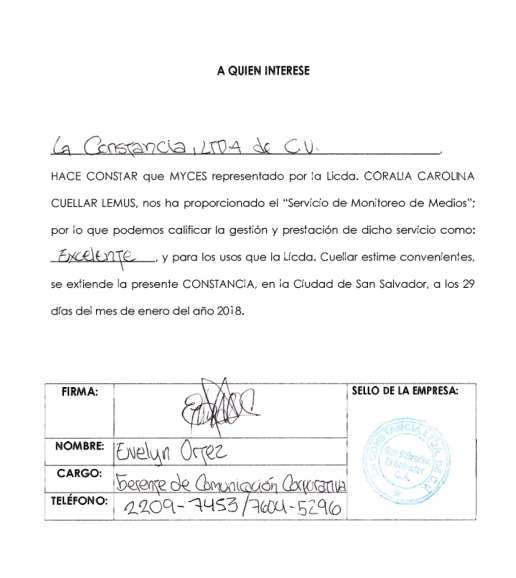 A QUIEN INTERESE
La Constancia, LTDA de C.V.
HACE CONSTAR que MYCES representado por la Licda. CORALIA CAROLINA
CUELLAR LEMUS, nos ha proporcionado el "Servicio de Monitoreo de Medios";
por lo que podemos calificar la gestión y prestación de dicho servicio como:
Excelente, y para los usos que la Licda. Cuellar estime convenientes,
se extiende la presente CONSTANCIA, en la Ciudad de San Salvador, a los 29
días del mes de enero del año 2018.
FIRMA:
SELLO DE LA EMPRESA:
LA CONSTANCIA LTDA. DE C.V.
San Salvador,
El Salvador
C.A.
NOMBRE: Evelyn Ortez
CARGO: Gerente de Comunicación Corporativa
TELÉFONO: 2209-7453/7604-5296